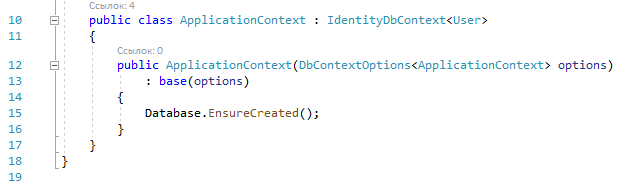 Ссылок: 4
10 public class ApplicationContext : IdentityDbContext<User>
11 {
Ссылок: 0
12 public ApplicationContext(DbContextOptions<ApplicationContext> options)
13 : base(options)
14 {
15 Database.EnsureCreated();
16 }
17 }
18 }
19